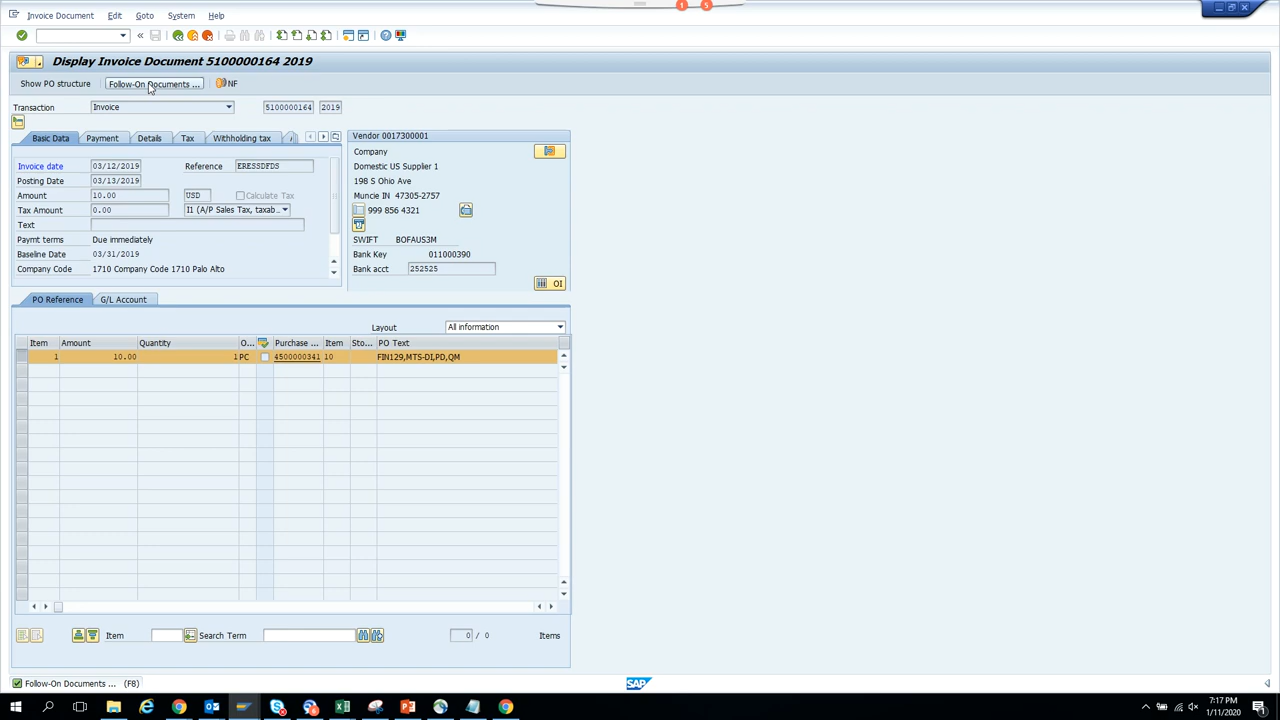 1 5
Invoice Document Edit Goto System Help
Display Invoice Document 5100000164 2019
Show PO structure Follow-On Documents ... NF
Transaction Invoice 5100000164 2019
Basic Data Payment Details Tax Withholding tax
Invoice date 03/12/2019 Reference ERESSDFDS
Posting Date 03/13/2019
Amount 10.00 USD Calculate Tax
Tax Amount 0.00 I1 (A/P Sales Tax, taxab...
Text
Paymt terms Due immediately
Baseline Date 03/31/2019
Company Code 1710 Company Code 1710 Palo Alto
Vendor 0017300001
Company
Domestic US Supplier 1
198 S Ohio Ave
Muncie IN 47305-2757
999 856 4321
SWIFT BOFAUS3M
Bank Key 011000390
Bank acct 252525
OI
PO Reference G/L Account
Layout All information
Item Amount Quantity O... Purchase ... Item Sto... PO Text
1 10.00 1 PC 4500000341 10 FIN129,MTS-DI,PD,QM
Item Search Term 0 / 0 Items
Follow-On Documents ... (F8)
SAP
7:17 PM
1/11/2020